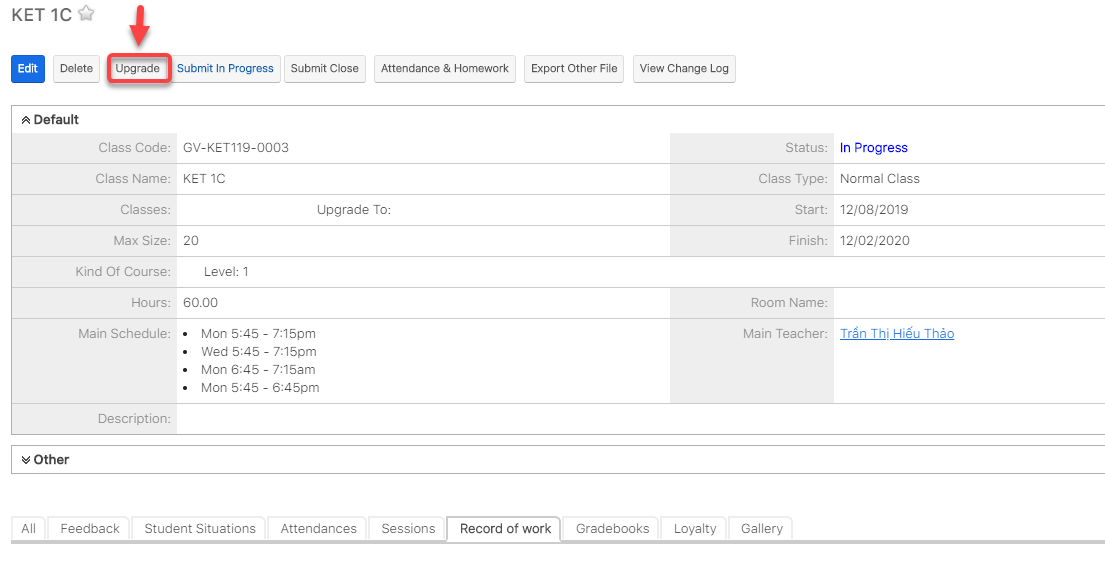 KET 1C
Edit Delete Upgrade Submit In Progress Submit Close Attendance & Homework Export Other File View Change Log
Default
Class Code: GV-KET119-0003 Status: In Progress
Class Name: KET 1C Class Type: Normal Class
Classes: Upgrade To: Start: 12/08/2019
Max Size: 20 Finish: 12/02/2020
Kind Of Course: Level: 1
Hours: 60.00 Room Name:
Main Schedule: • Mon 5:45 - 7:15pm Main Teacher: Trần Thị Hiếu Thảo
• Wed 5:45 - 7:15pm
• Mon 6:45 - 7:15am
• Mon 5:45 - 6:45pm
Description:
Other
All Feedback Student Situations Attendances Sessions Record of work Gradebooks Loyalty Gallery